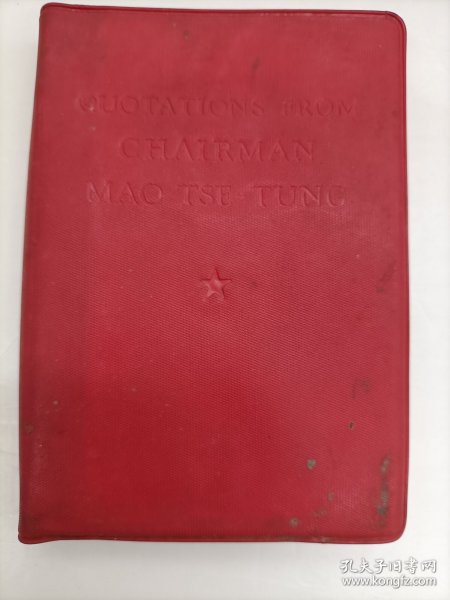 QUOTATIONS FROM
CHAIRMAN
MAO TSE TUNG
孔夫子旧书网
www.kongfz.com